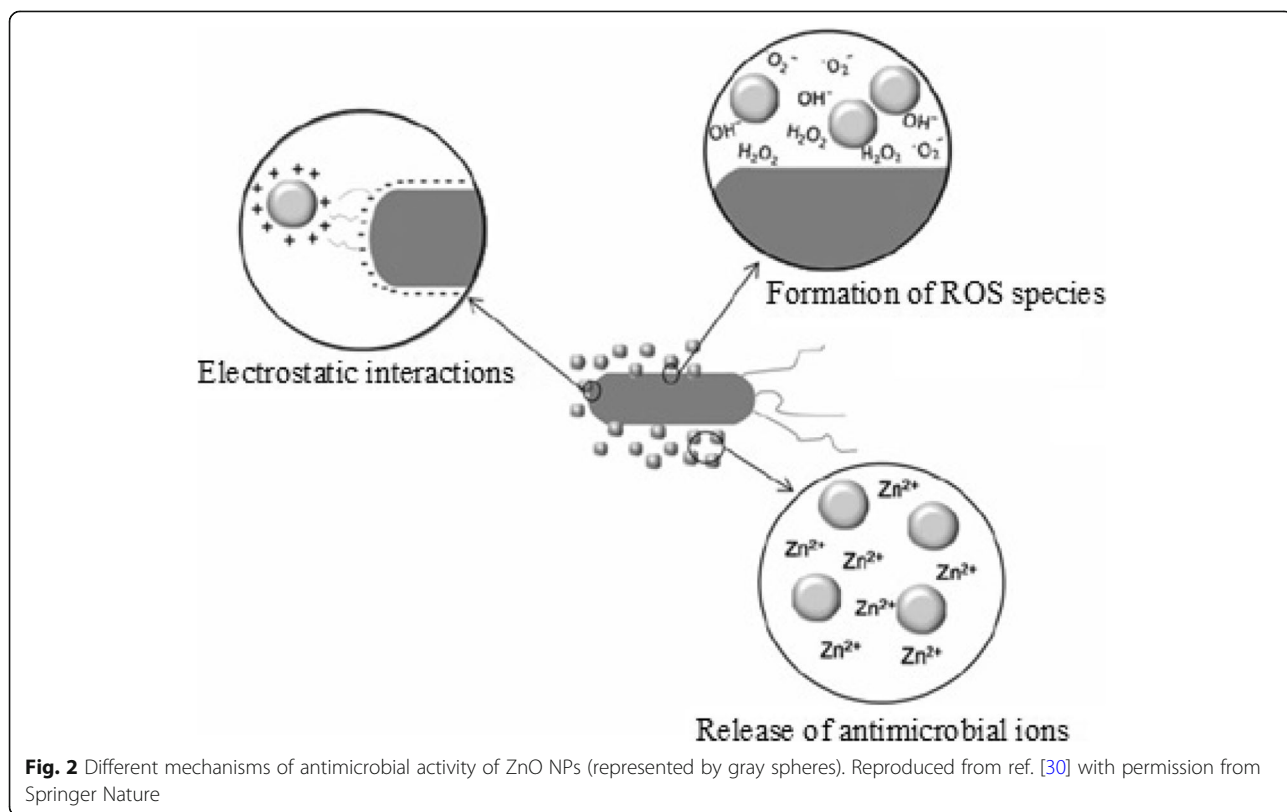 O₂⁻ ·O₂⁻
OH⁻
OH⁻ H₂O₂ OH⁻
H₂O₂ H₂O₂ ·O₂⁻
+ + + + + + + + + + +
Formation of ROS species
Electrostatic interactions
Zn²⁺
Zn²⁺ Zn²⁺ Zn²⁺
Zn²⁺
Zn²⁺ Zn²⁺
Release of antimicrobial ions
Fig. 2 Different mechanisms of antimicrobial activity of ZnO NPs (represented by gray spheres). Reproduced from ref. [30] with permission from
Springer Nature